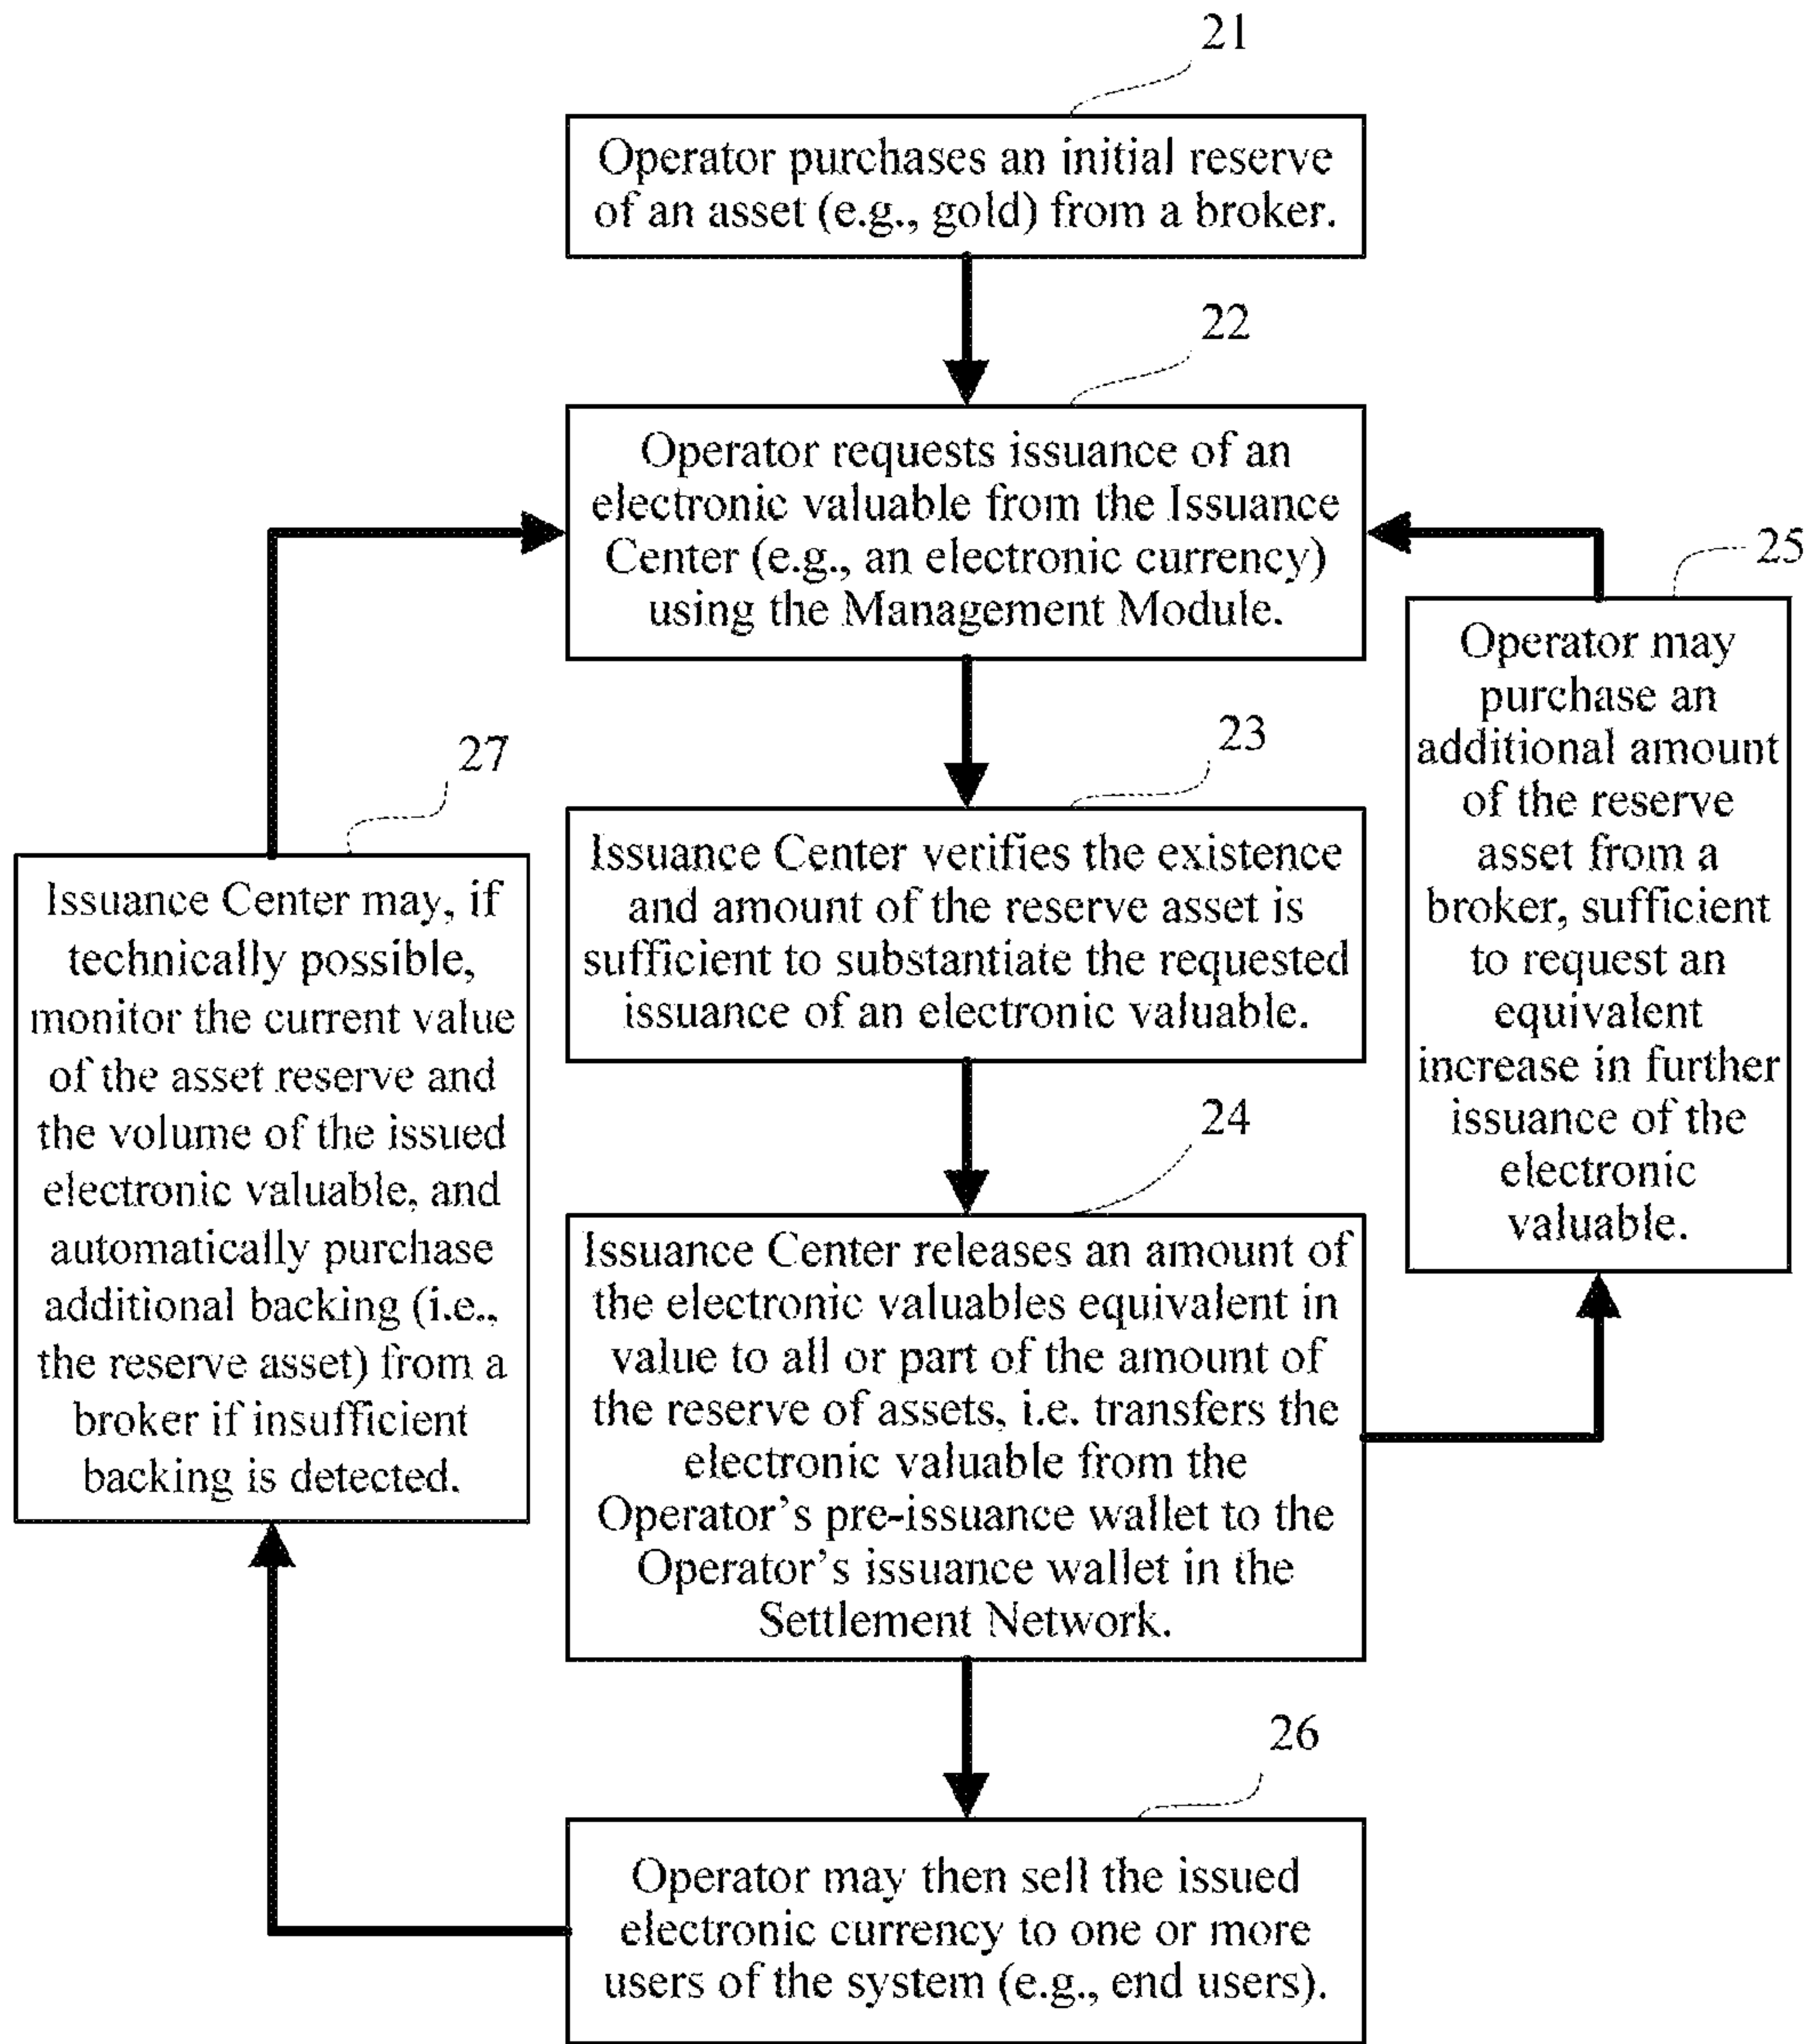 21
Operator purchases an initial reserve
of an asset (e.g., gold) from a broker.
22
Operator requests issuance of an
electronic valuable from the Issuance
Center (e.g., an electronic currency)
using the Management Module.
23
Issuance Center verifies the existence
and amount of the reserve asset is
sufficient to substantiate the requested
issuance of an electronic valuable.
24
Issuance Center releases an amount of
the electronic valuables equivalent in
value to all or part of the amount of
the reserve of assets, i.e. transfers the
electronic valuable from the
Operator’s pre-issuance wallet to the
Operator’s issuance wallet in the
Settlement Network.
25
Operator may
purchase an
additional amount
of the reserve
asset from a
broker, sufficient
to request an
equivalent
increase in further
issuance of the
electronic
valuable.
26
Operator may then sell the issued
electronic currency to one or more
users of the system (e.g., end users).
27
Issuance Center may, if
technically possible,
monitor the current value
of the asset reserve and
the volume of the issued
electronic valuable, and
automatically purchase
additional backing (i.e.,
the reserve asset) from a
broker if insufficient
backing is detected.